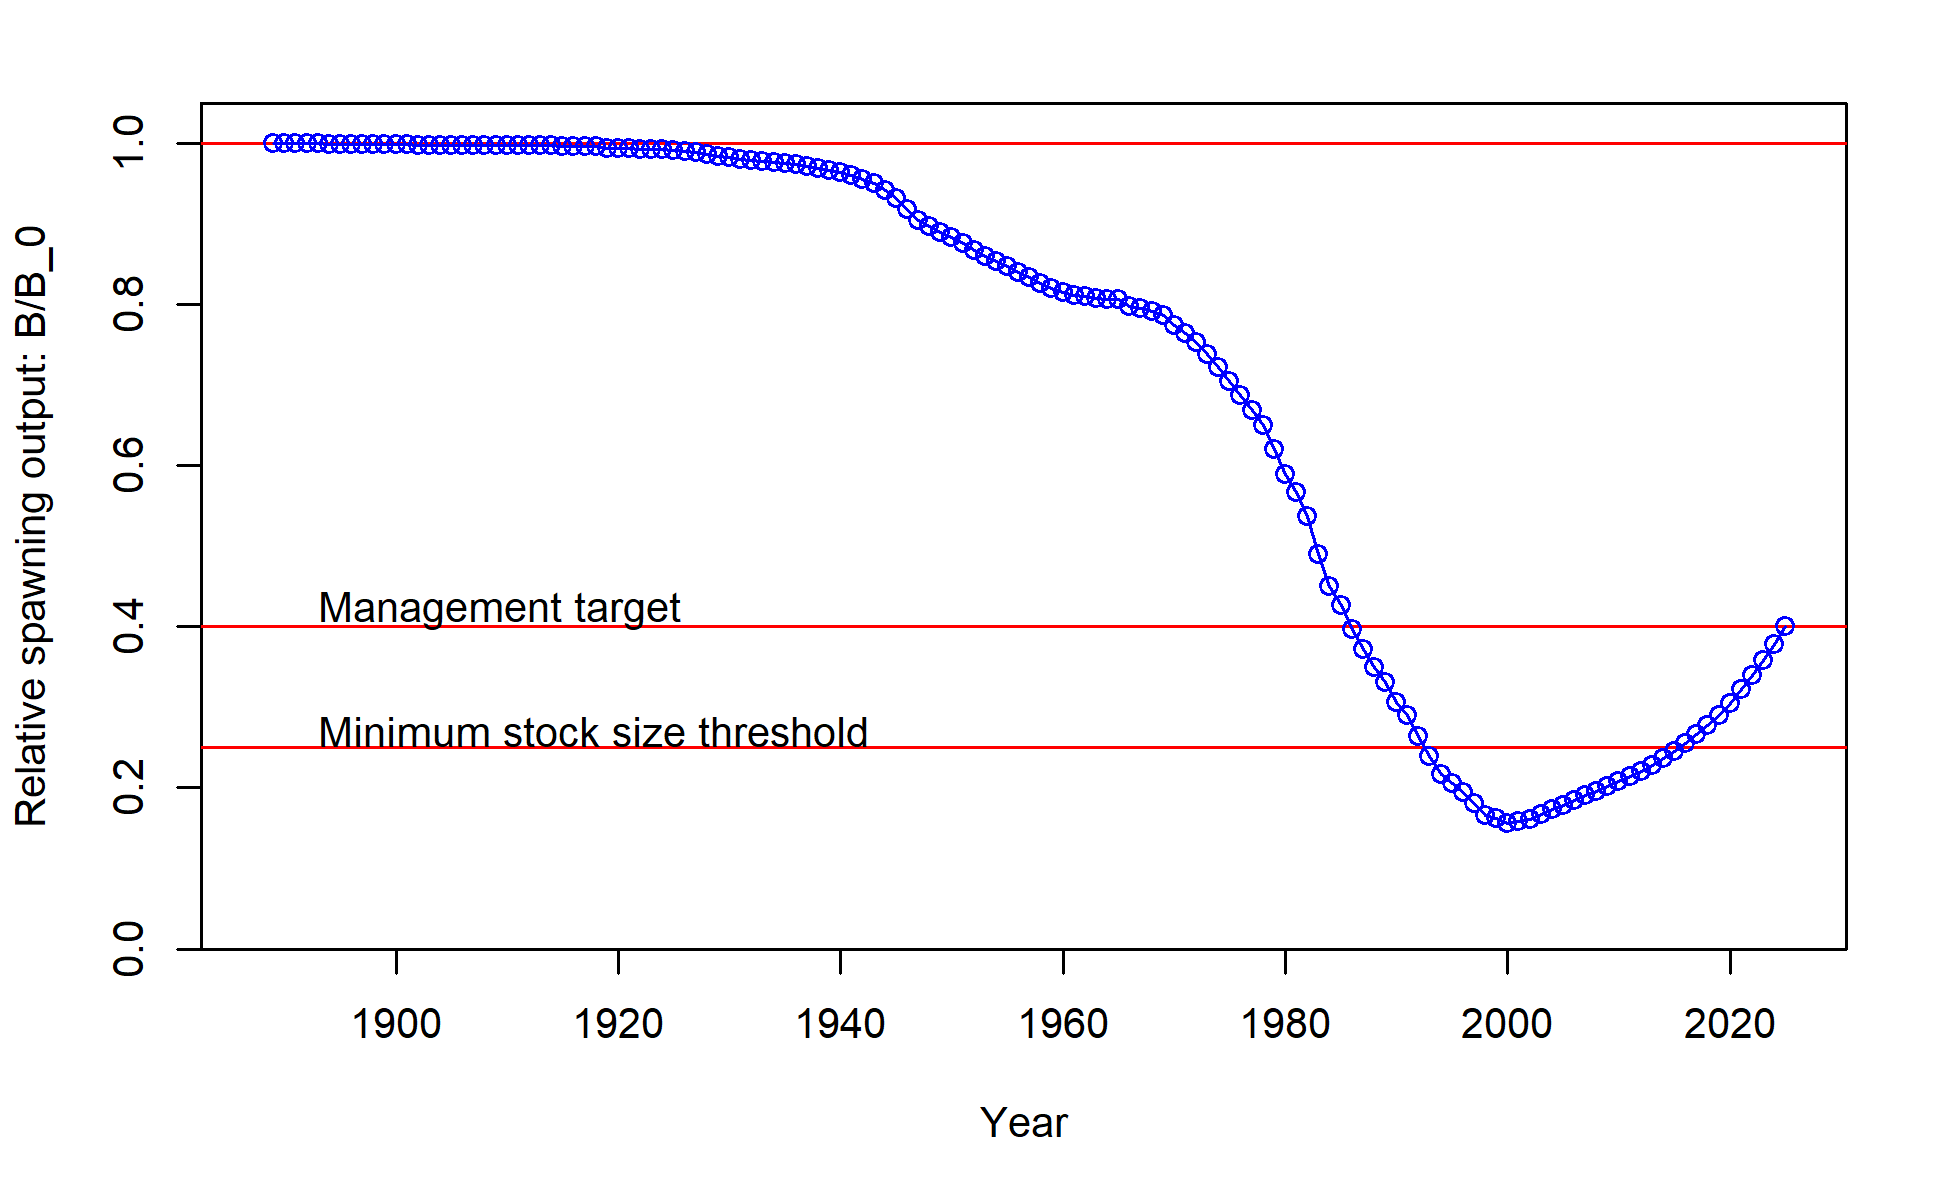 Relative spawning output: B/B_0
1.0
0.8
0.6
0.4
0.2
0.0
Management target
Minimum stock size threshold
1900 1920 1940 1960 1980 2000 2020
Year